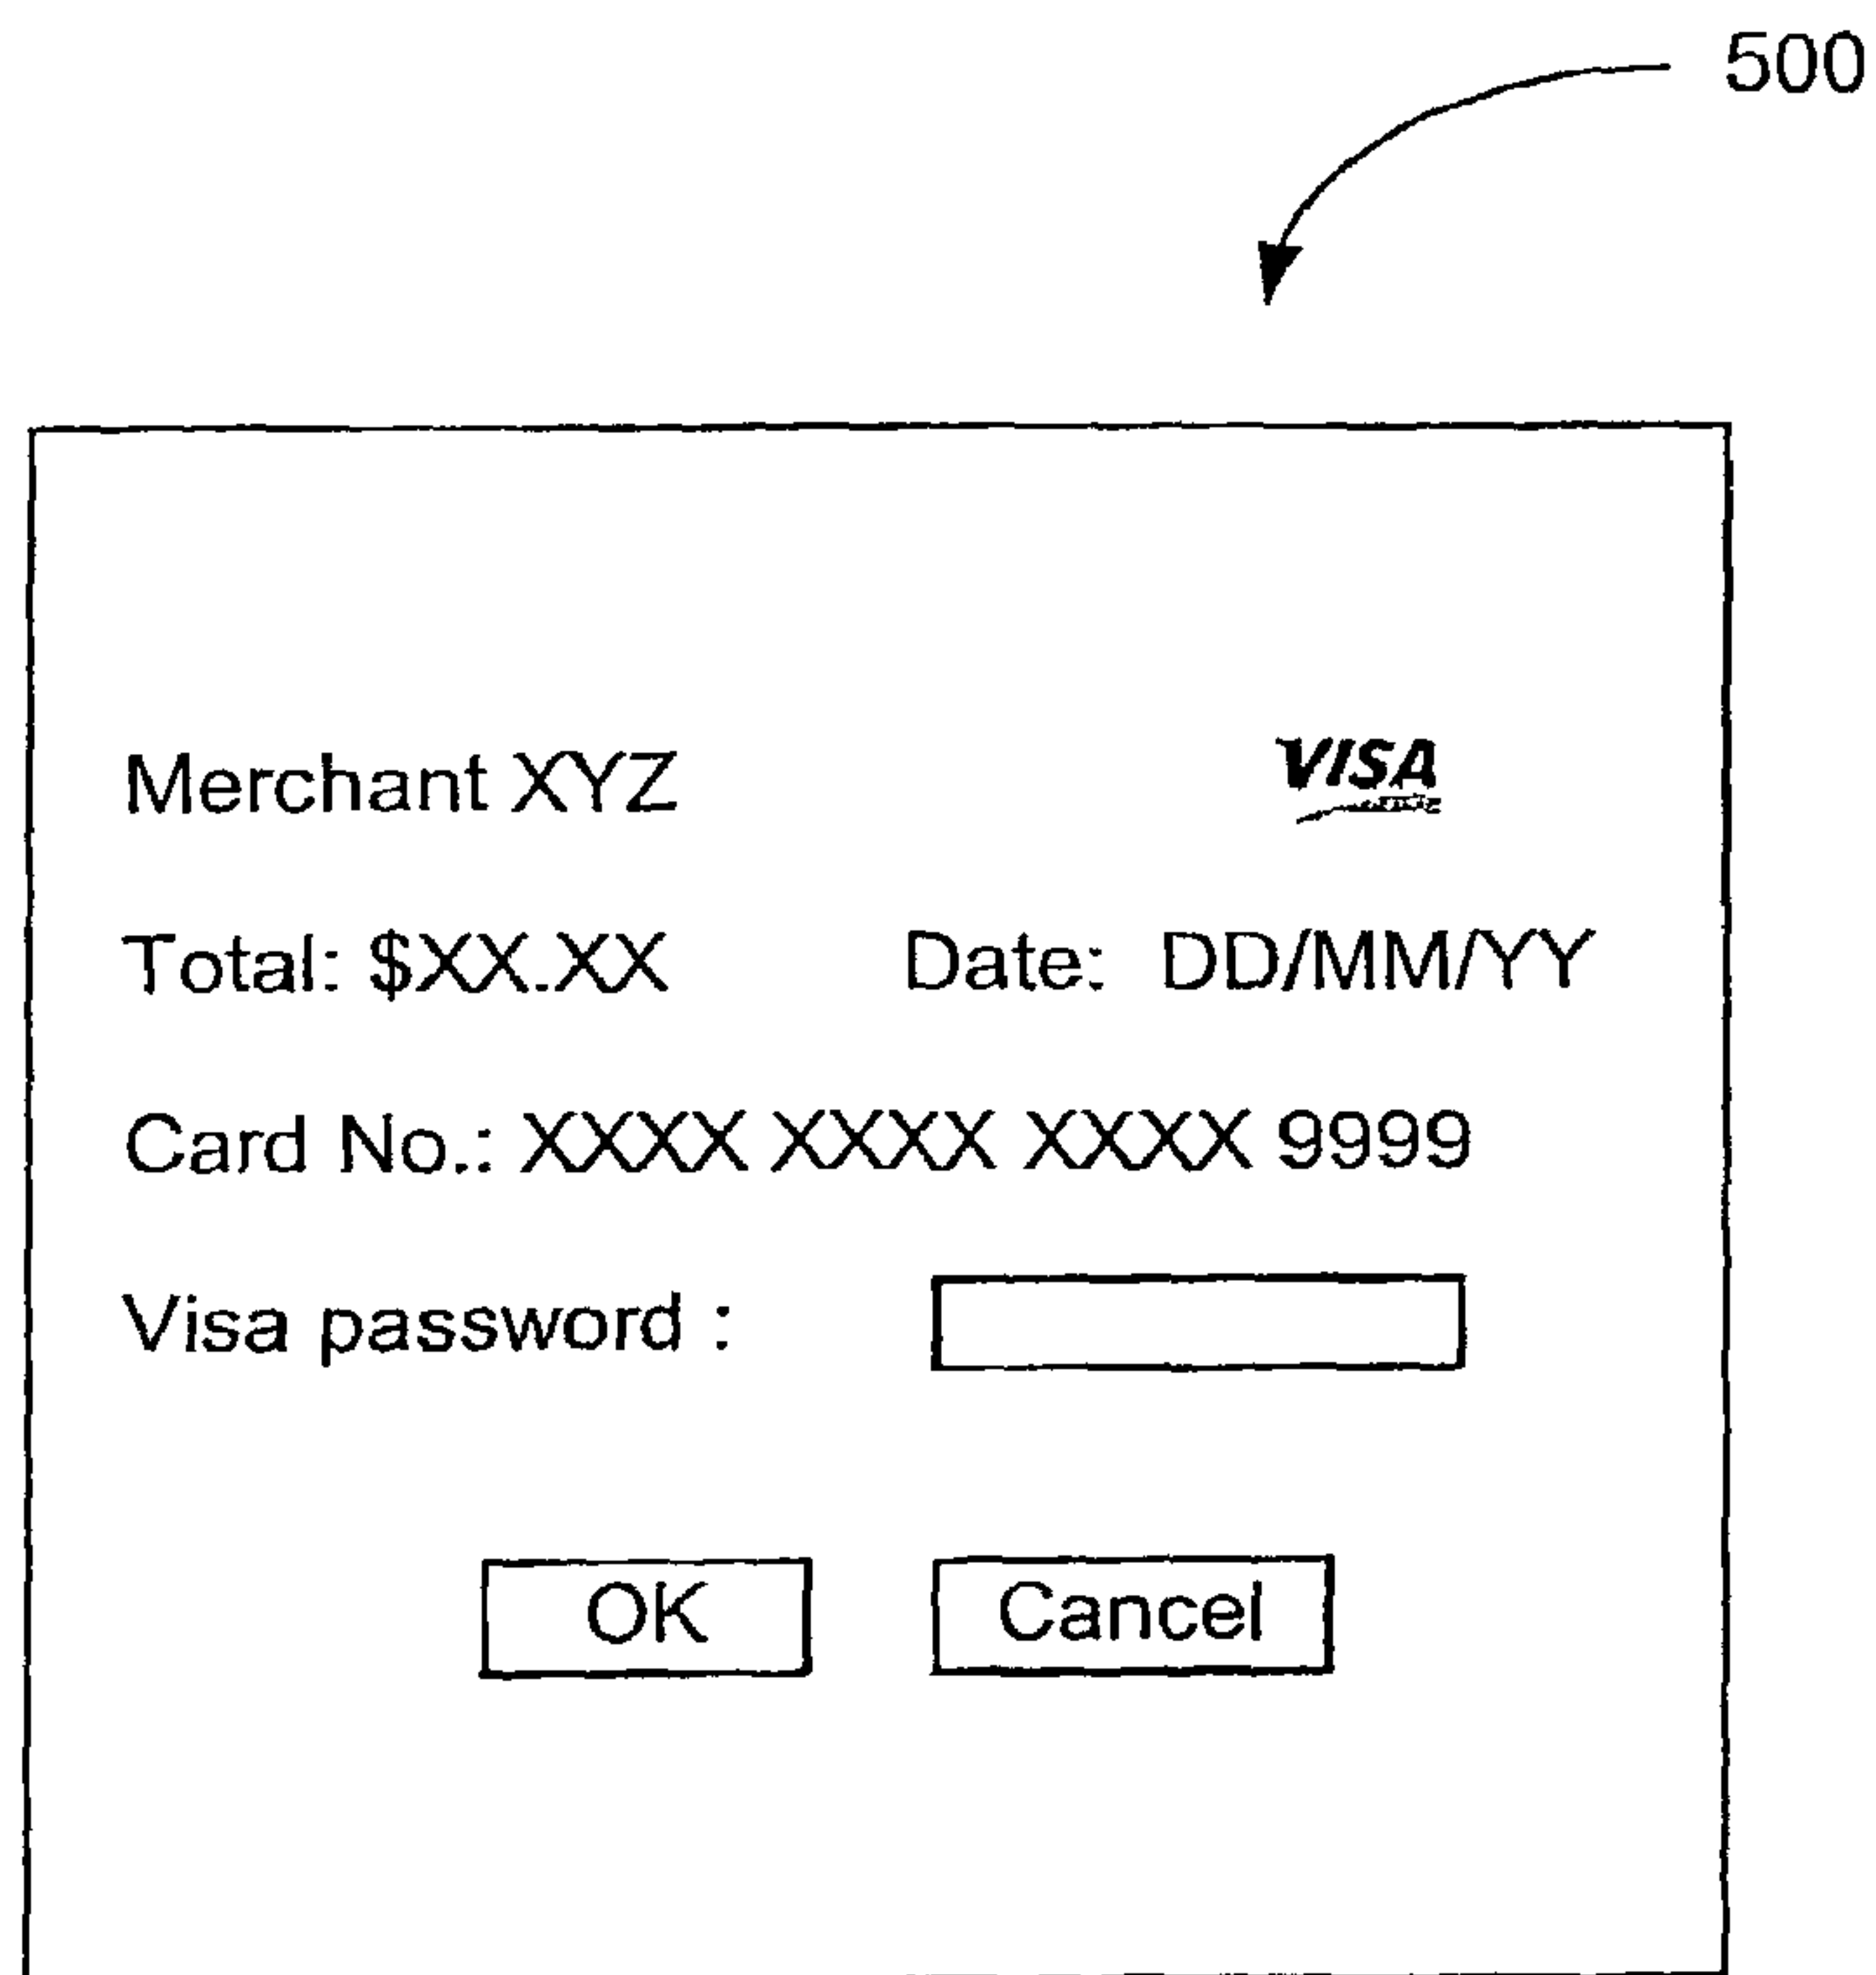 500
Merchant XYZ VISA
Total: $XX.XX Date: DD/MM/YY
Card No.: XXXX XXXX XXXX 9999
Visa password :
OK Cancel